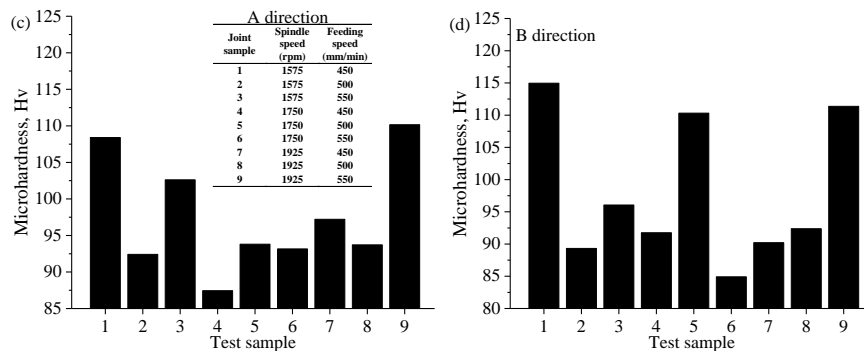 (c)
A direction
Joint sample Spindle speed (rpm) Feeding speed (mm/min)
1 1575 450
2 1575 500
3 1575 550
4 1750 450
5 1750 500
6 1750 550
7 1925 450
8 1925 500
9 1925 550
Microhardness, Hv
125
120
115
110
105
100
95
90
85
1 2 3 4 5 6 7 8 9
Test sample
(d)
B direction
Microhardness, Hv
125
120
115
110
105
100
95
90
85
80
1 2 3 4 5 6 7 8 9
Test sample